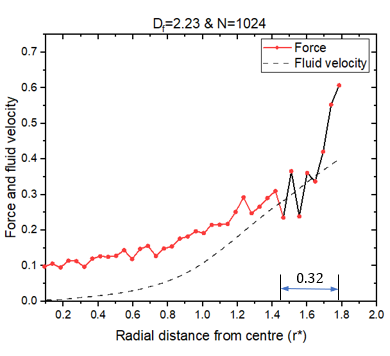 Df=2.23 & N=1024
Force
Fluid velocity
Force and fluid velocity
0.7
0.6
0.5
0.4
0.3
0.2
0.1
0.0
0.32
0.2 0.4 0.6 0.8 1.0 1.2 1.4 1.6 1.8 2.0
Radial distance from centre (r*)